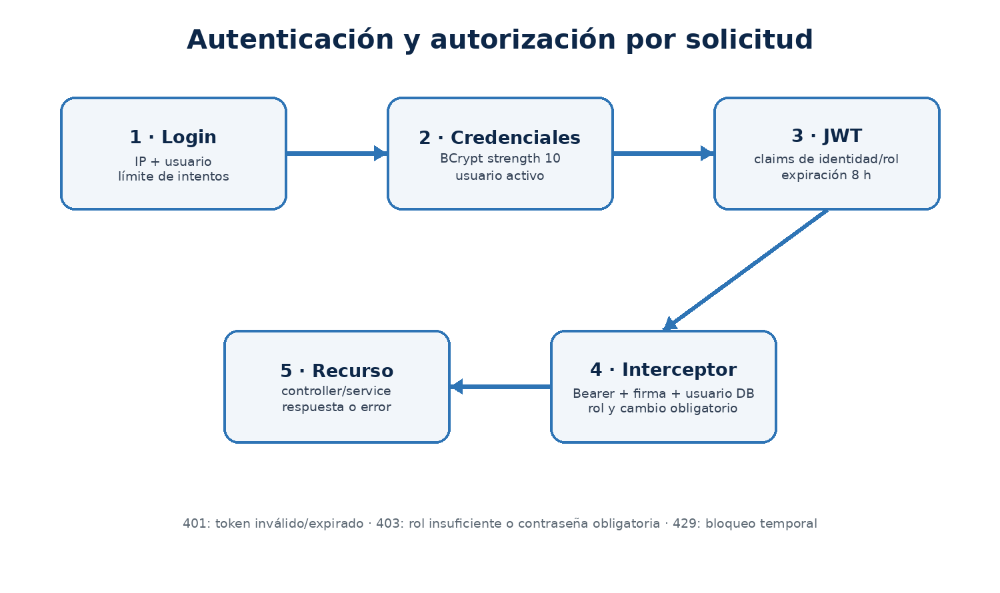 Autenticación y autorización por solicitud
1 · Login
IP + usuario
límite de intentos
2 · Credenciales
BCrypt strength 10
usuario activo
3 · JWT
claims de identidad/rol
expiración 8 h
4 · Interceptor
Bearer + firma + usuario DB
rol y cambio obligatorio
5 · Recurso
controller/service
respuesta o error
401: token inválido/expirado · 403: rol insuficiente o contraseña obligatoria · 429: bloqueo temporal